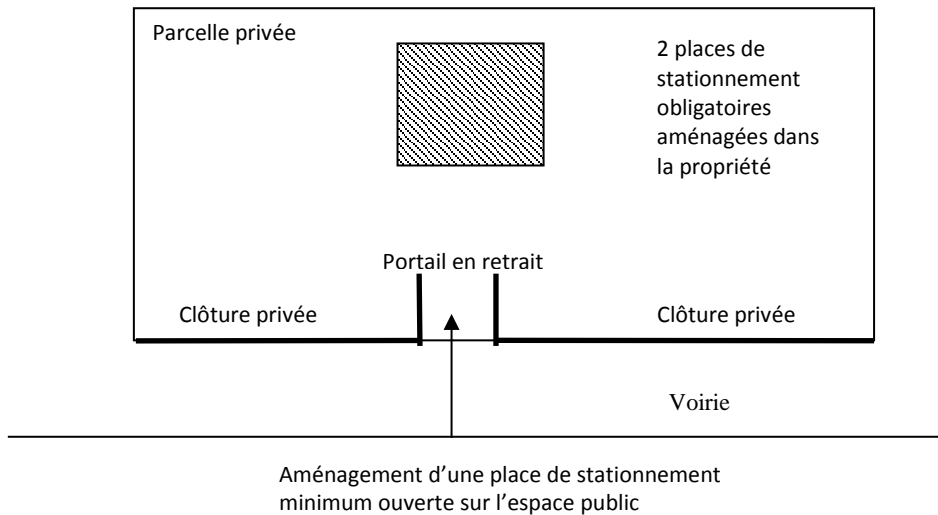 Parcelle privée
2 places de
stationnement
obligatoires
aménagées dans
la propriété
Portail en retrait
Clôture privée
Clôture privée
Voirie
Aménagement d’une place de stationnement
minimum ouverte sur l’espace public